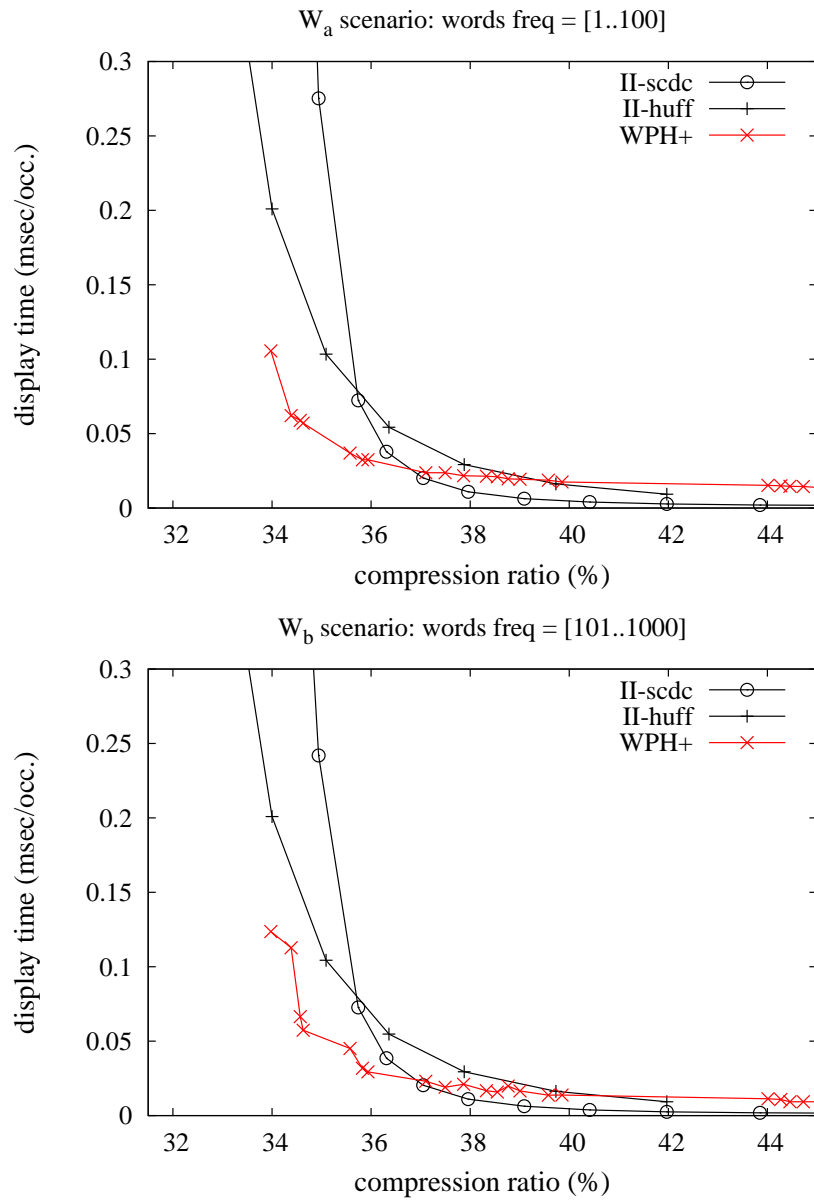 W_a scenario: words freq = [1..100]
0.3
0.25
0.2
0.15
0.1
0.05
0
display time (msec/occ.)
II-scdc
II-huff
WPH+
32 34 36 38 40 42 44
compression ratio (%)
W_b scenario: words freq = [101..1000]
0.3
0.25
0.2
0.15
0.1
0.05
0
display time (msec/occ.)
II-scdc
II-huff
WPH+
32 34 36 38 40 42 44
compression ratio (%)